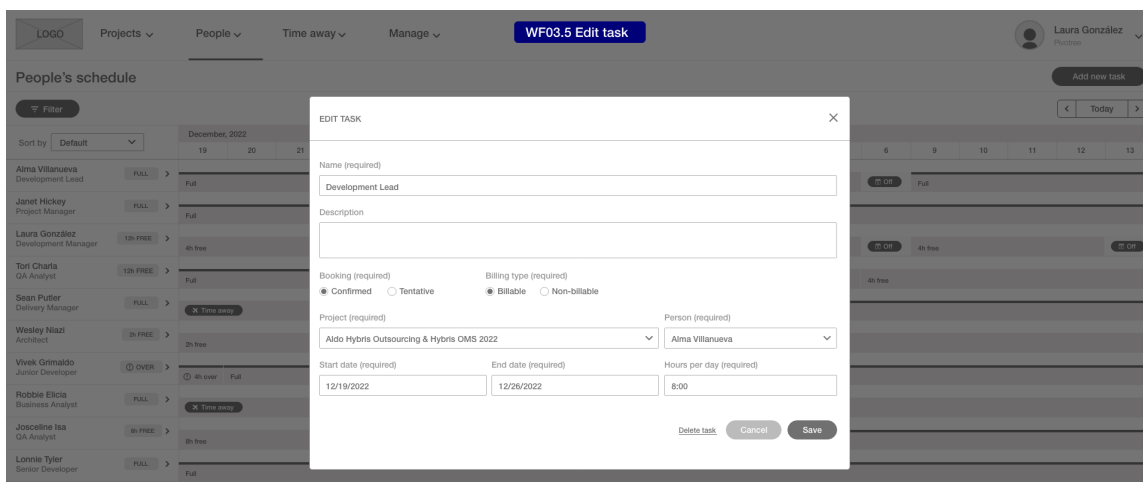 LOGO Projects People Time away Manage WF03.5 Edit task Laura González
Pivotree
People's schedule Add new task
Filter Today
EDIT TASK
Sort by Default December, 2022
19 20 21 6 9 10 11 12 13
Name (required)
Alma Villanueva
Development Lead FULL Full Off Full
Development Lead
Janet Hickey
Project Manager FULL Full
Description
Laura González
Development Manager 12h FREE 4h free Off 4h free Off
Tori Charla
QA Analyst 12h FREE Full 4h free
Booking (required) Billing type (required)
Confirmed Tentative Billable Non-billable
Sean Putler
Delivery Manager FULL Time away
Project (required) Person (required)
Wesley Niazi
Architect 2h FREE 2h free
Aldo Hybris Outsourcing & Hybris OMS 2022 Alma Villanueva
Vivek Grimaldo
Junior Developer OVER 4h over Full
Start date (required) End date (required) Hours per day (required)
12/19/2022 12/26/2022 8:00
Robbie Elicia
Business Analyst FULL Time away
Josceline Isa
QA Analyst 8h FREE 8h free
Delete task Cancel Save
Lonnie Tyler
Senior Developer FULL Full